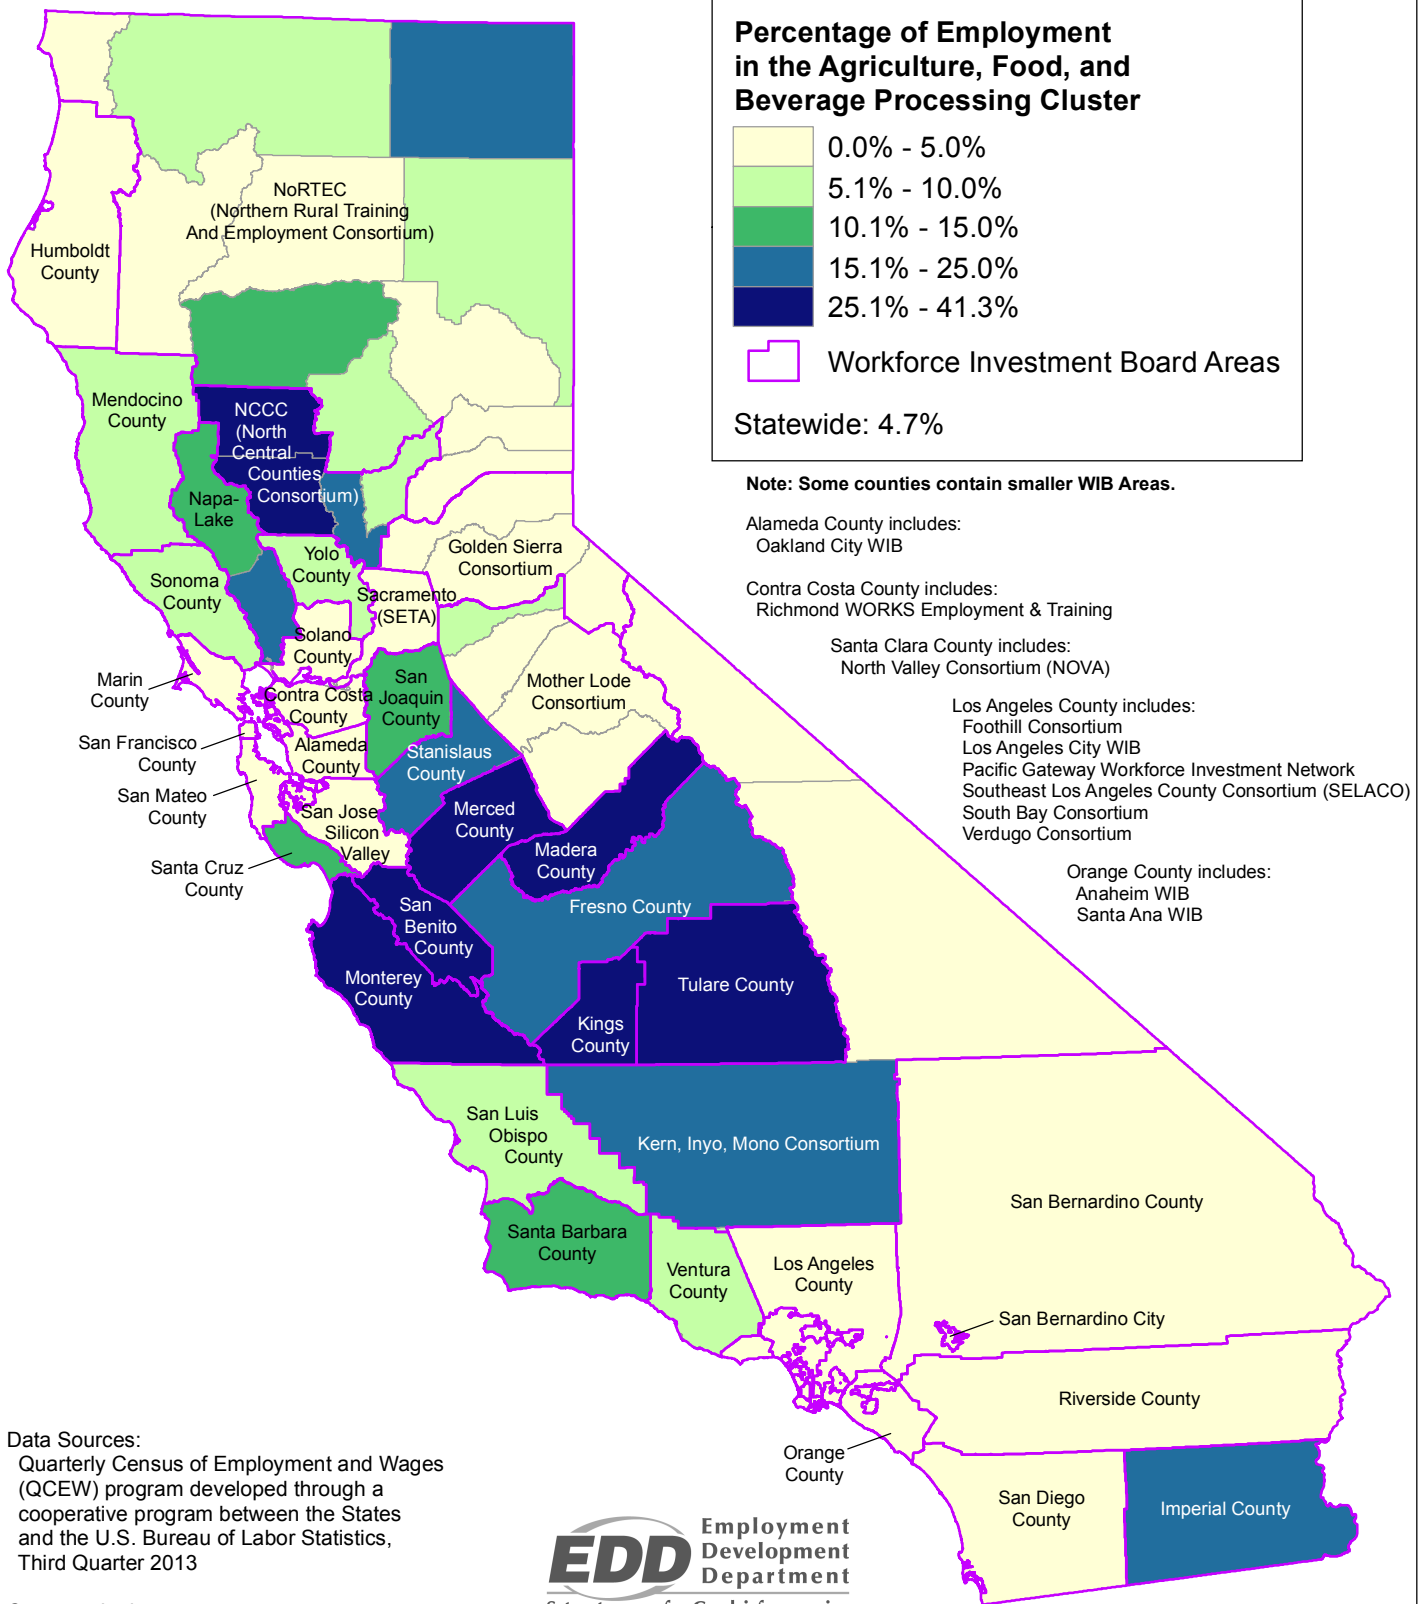 Percentage of Employment
in the Agriculture, Food, and
Beverage Processing Cluster
0.0% - 5.0%
5.1% - 10.0%
10.1% - 15.0%
15.1% - 25.0%
25.1% - 41.3%
Workforce Investment Board Areas
Statewide: 4.7%
Note: Some counties contain smaller WIB Areas.
Alameda County includes:
Oakland City WIB
Contra Costa County includes:
Richmond WORKS Employment & Training
Santa Clara County includes:
North Valley Consortium (NOVA)
Los Angeles County includes:
Foothill Consortium
Los Angeles City WIB
Pacific Gateway Workforce Investment Network
Southeast Los Angeles County Consortium (SELACO)
South Bay Consortium
Verdugo Consortium
Orange County includes:
Anaheim WIB
Santa Ana WIB
NoRTEC
(Northern Rural Training
And Employment Consortium)
Humboldt
County
Mendocino
County
NCCC
(North
Central
Counties
Consortium)
Napa-
Lake
Golden Sierra
Consortium
Yolo
County
Sonoma
County
Sacramento
(SETA)
Solano
County
Marin
County
Contra Costa
County
San
Joaquin
County
Mother Lode
Consortium
San Francisco
County
Alameda
County
Stanislaus
County
San Mateo
County
San Jose
Silicon
Valley
Merced
County
Santa Cruz
County
Madera
County
San
Benito
County
Fresno County
Monterey
County
Tulare County
Kings
County
San Luis
Obispo
County
Kern, Inyo, Mono Consortium
San Bernardino County
Santa Barbara
County
Ventura
County
Los Angeles
County
San Bernardino City
Riverside County
Orange
County
San Diego
County
Imperial County
Data Sources:
Quarterly Census of Employment and Wages
(QCEW) program developed through a
cooperative program between the States
and the U.S. Bureau of Labor Statistics,
Third Quarter 2013
EDD
Employment
Development
Department